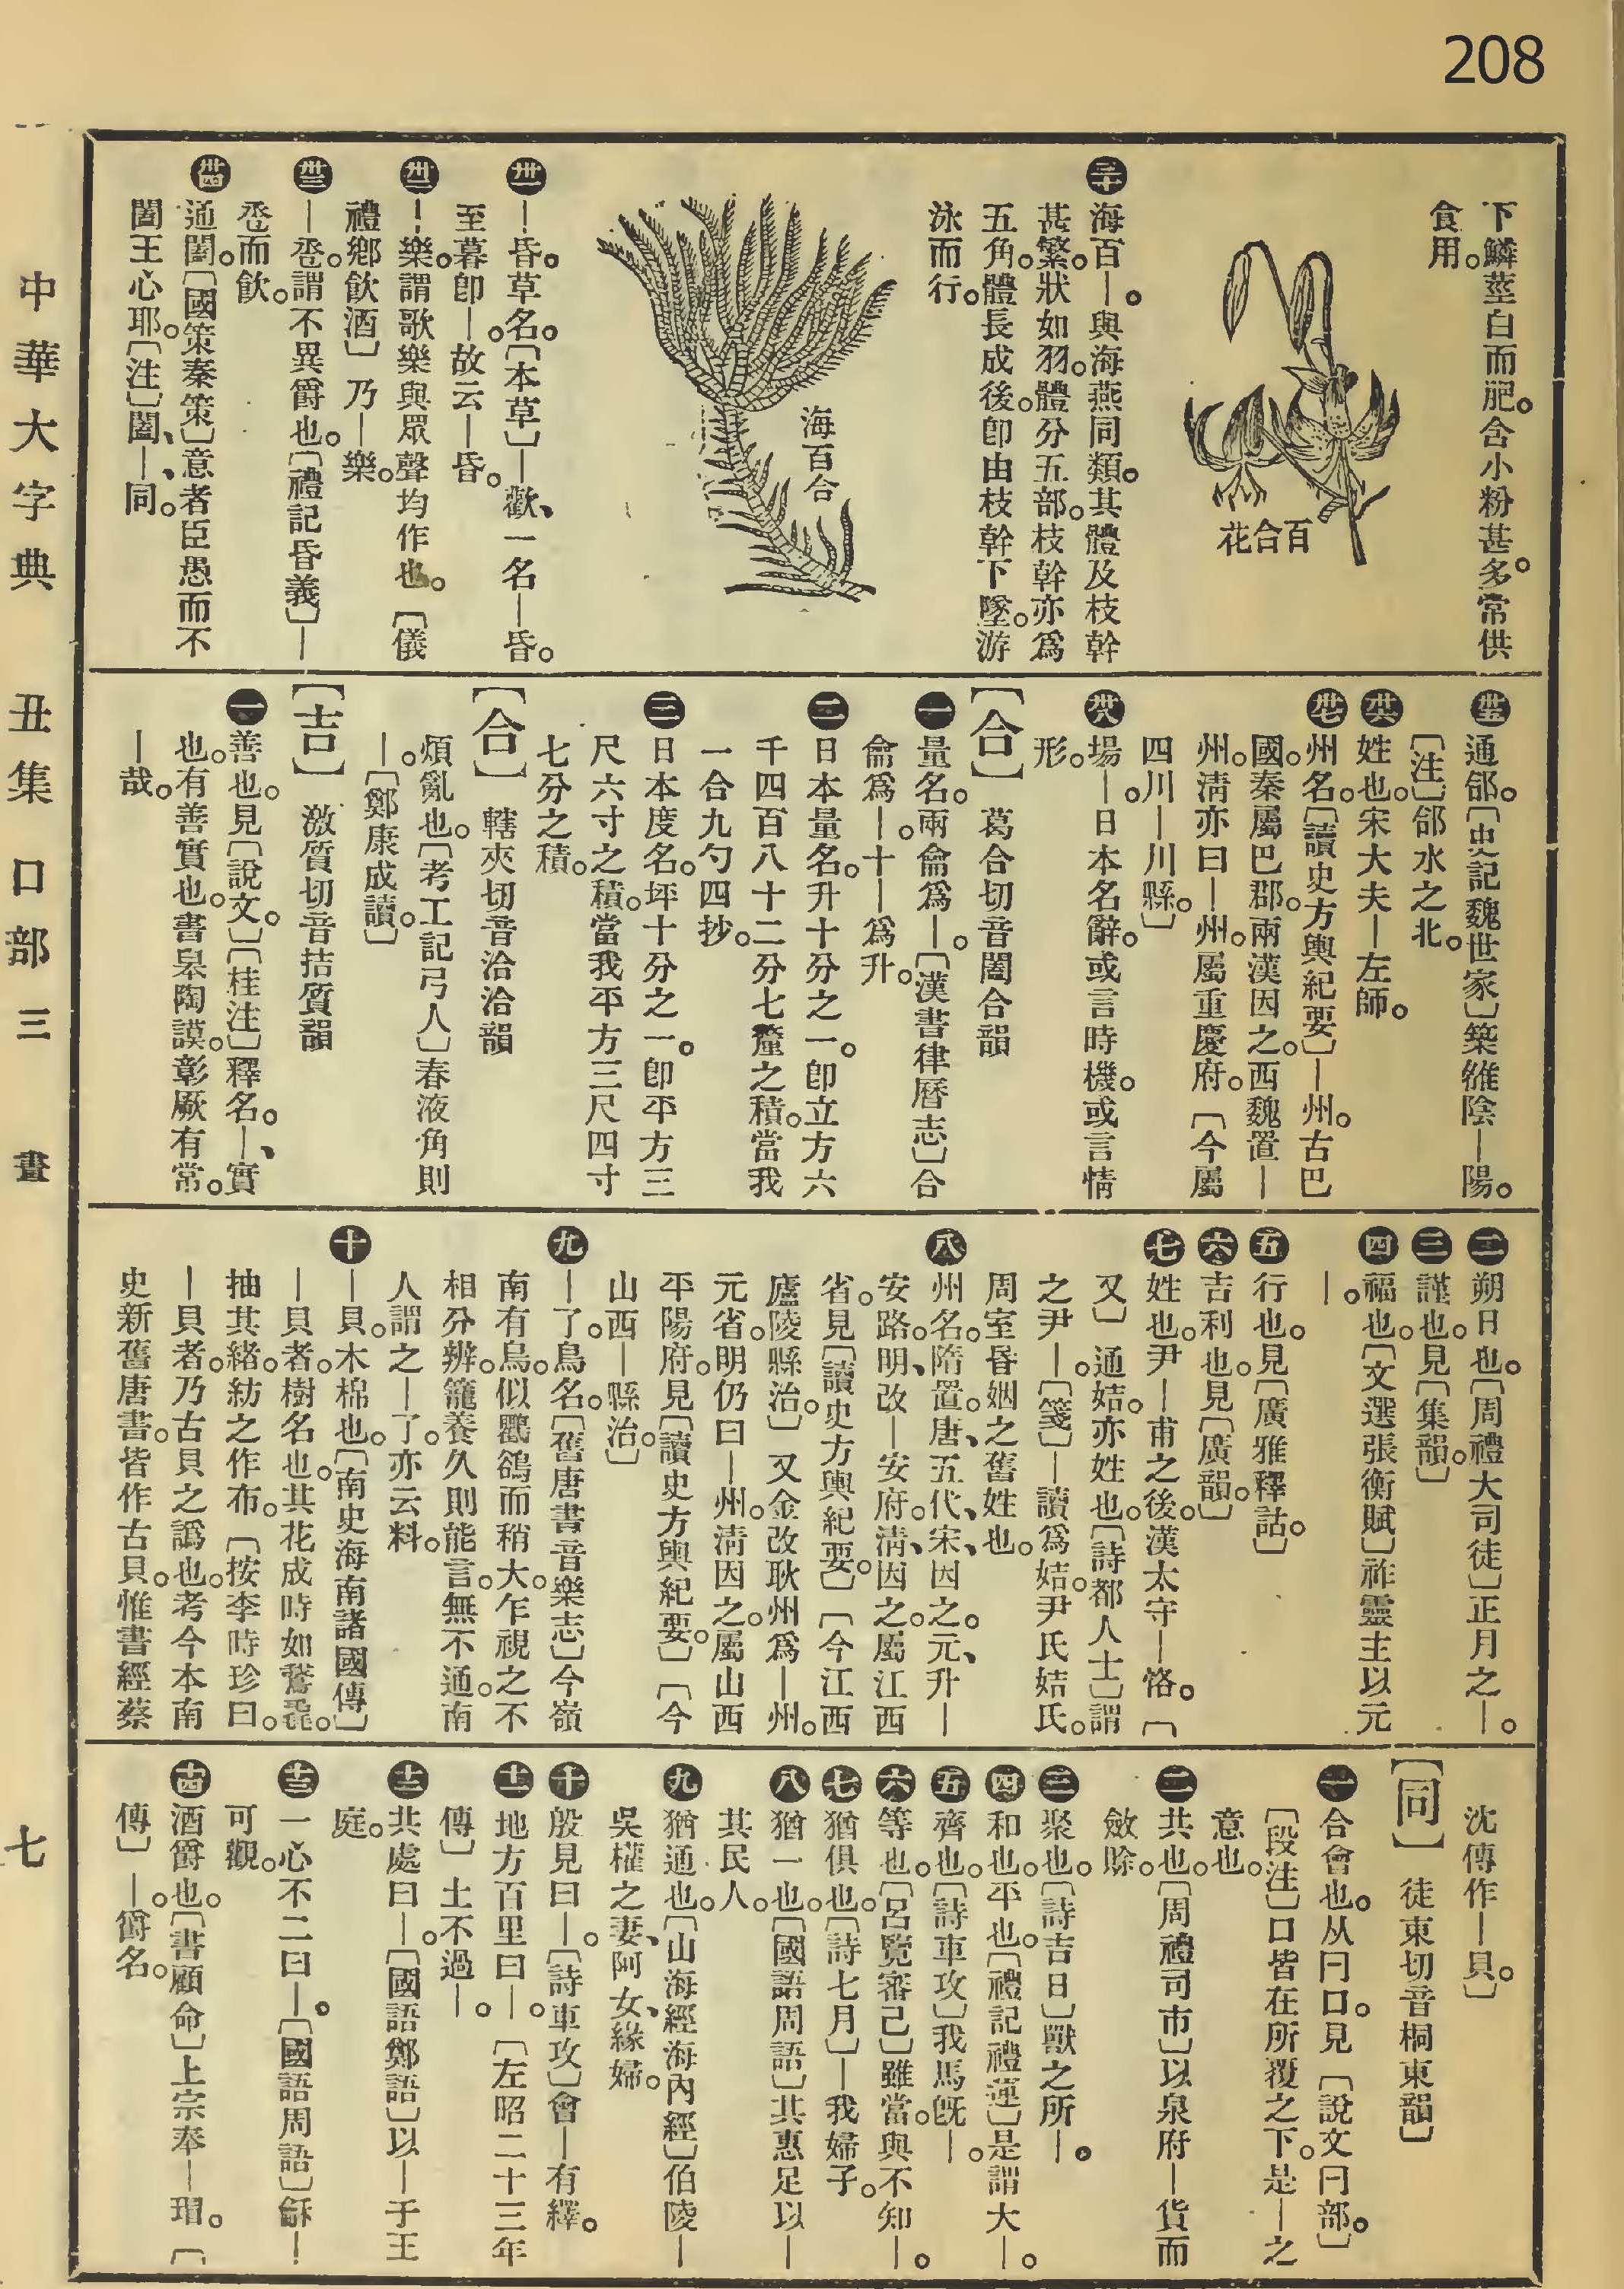 208
下鱗莖白而肥。含小粉甚多。常供
食用。
百合花
㊂十 海百—。與海燕同類。其體及枝幹
甚繁。狀如羽。體分五部。枝幹亦爲
五角。體長成後。卽由枝幹下墜。游
泳而行。
海百合
卅一 —昏。草名。〔本草〕—歡、一名—昏。
至暮卽—。故云—昏。
卅二 —樂。謂歌樂與眾聲均作也。〔儀
禮鄉飮酒〕乃—樂。
卅三 —卺。謂不異爵也。〔禮記昏義〕—
卺而飮。
卅四 通闔。〔國策秦策〕意者臣愚而不
闔王心耶。〔注〕闔、—、同。
卅五 通郃。〔史記魏世家〕築雒陰—陽。
〔注〕郃水之北。
卅六 姓也。宋大夫—左師。
卅七 州名。〔讀史方輿紀要〕—州。古巴
國。秦屬巴郡。兩漢因之。西魏置—
州。淸亦曰—州。屬重慶府。〔今屬
四川—川縣。〕
卅八 場—。日本名辭。或言時機。或言情
形。
〔合〕 葛合切音閤合韻
一 量名。兩龠爲—。〔漢書律曆志〕合
龠爲—。十—爲升。
二 日本量名。升十分之一。卽立方六
千四百八十二分七釐之積。當我
一合九勺四抄。
三 日本度名。坪十分之一。卽平方三
尺六寸之積。當我平方三尺四寸
七分之積。
〔合〕 轄夾切音洽洽韻
煩亂也。〔考工記弓人〕春液角則
—。〔鄭康成讀。〕
〔吉〕 激質切音拮質韻
一 善也。見〔說文。〕〔桂注〕釋名。—、實
也。有善實也。書皋陶謨。彰厥有常。
—哉。
二 朔日也。〔周禮大司徒〕正月之—。
三 謹也。見〔集韻。〕
四 福也。〔文選張衡賦〕祚靈主以元
—。
五 行也。見〔廣雅釋詁。〕
六 吉利也。見〔廣韻。〕
七 姓也。尹—甫之後。漢太守—恪。〔
又〕通姞。亦姓也。〔詩都人士〕謂
之尹—。〔箋〕—讀爲姞。尹氏姞氏。
周室昏姻之舊姓也。
八 州名。隋置。唐、五代、宋、因之。元、升—
安路。明、改—安府。淸、因之。屬江西
省。見〔讀史方輿紀要。〕〔今江西
廬陵縣治。〕又金改耿州爲—州。
元省。明仍曰—州。淸因之。屬山西
平陽府。見〔讀史方輿紀要。〕〔今
山西—縣治。〕
九 —了。鳥名。〔舊唐書音樂志〕今嶺
南有鳥。似鸜鵒而稍大。乍視之不
相分辨。籠養久則能言。無不通。南
人謂之—了。亦云料。
十 —貝。木棉也。〔南史海南諸國傳〕
—貝者。樹名也。其花成時如鵞毳。
抽其緒。紡之作布。〔按李時珍曰。
—貝者。乃古貝之譌也。考今本南
史新舊唐書。皆作古貝。惟書經蔡
沈傳作—貝。〕
〔同〕 徒東切音桐東韻
一 合會也。从冃口。見〔說文冃部。〕
〔段注〕口皆在所覆之下。是—之
意也。
二 共也。〔周禮司市〕以泉府—貨而
斂賒。
三 聚也。〔詩吉日〕獸之所—。
四 和也。平也。〔禮記禮運〕是謂大—。
五 齊也。〔詩車攻〕我馬旣—。
六 等也。〔呂覽審己〕雖當。與不知—。
七 猶俱也。〔詩七月〕—我婦子。
八 猶一也。〔國語周語〕其惠足以—
其民人。
九 猶通也。〔山海經海內經〕伯陵—
吳權之妻、阿女、緣婦。
十 殷見曰—。〔詩車攻〕會—有繹。
十一 地方百里曰—。〔左昭二十三年
傳〕土不過—。
十二 共處曰—。〔國語鄭語〕以—于王
庭。
十三 一心不二曰—。〔國語周語〕龢—
可觀。
十四 酒爵也。〔書顧命〕上宗奉—瑁。〔
傳〕—。爵名。
中華大字典 丑集 口部 三畫 七